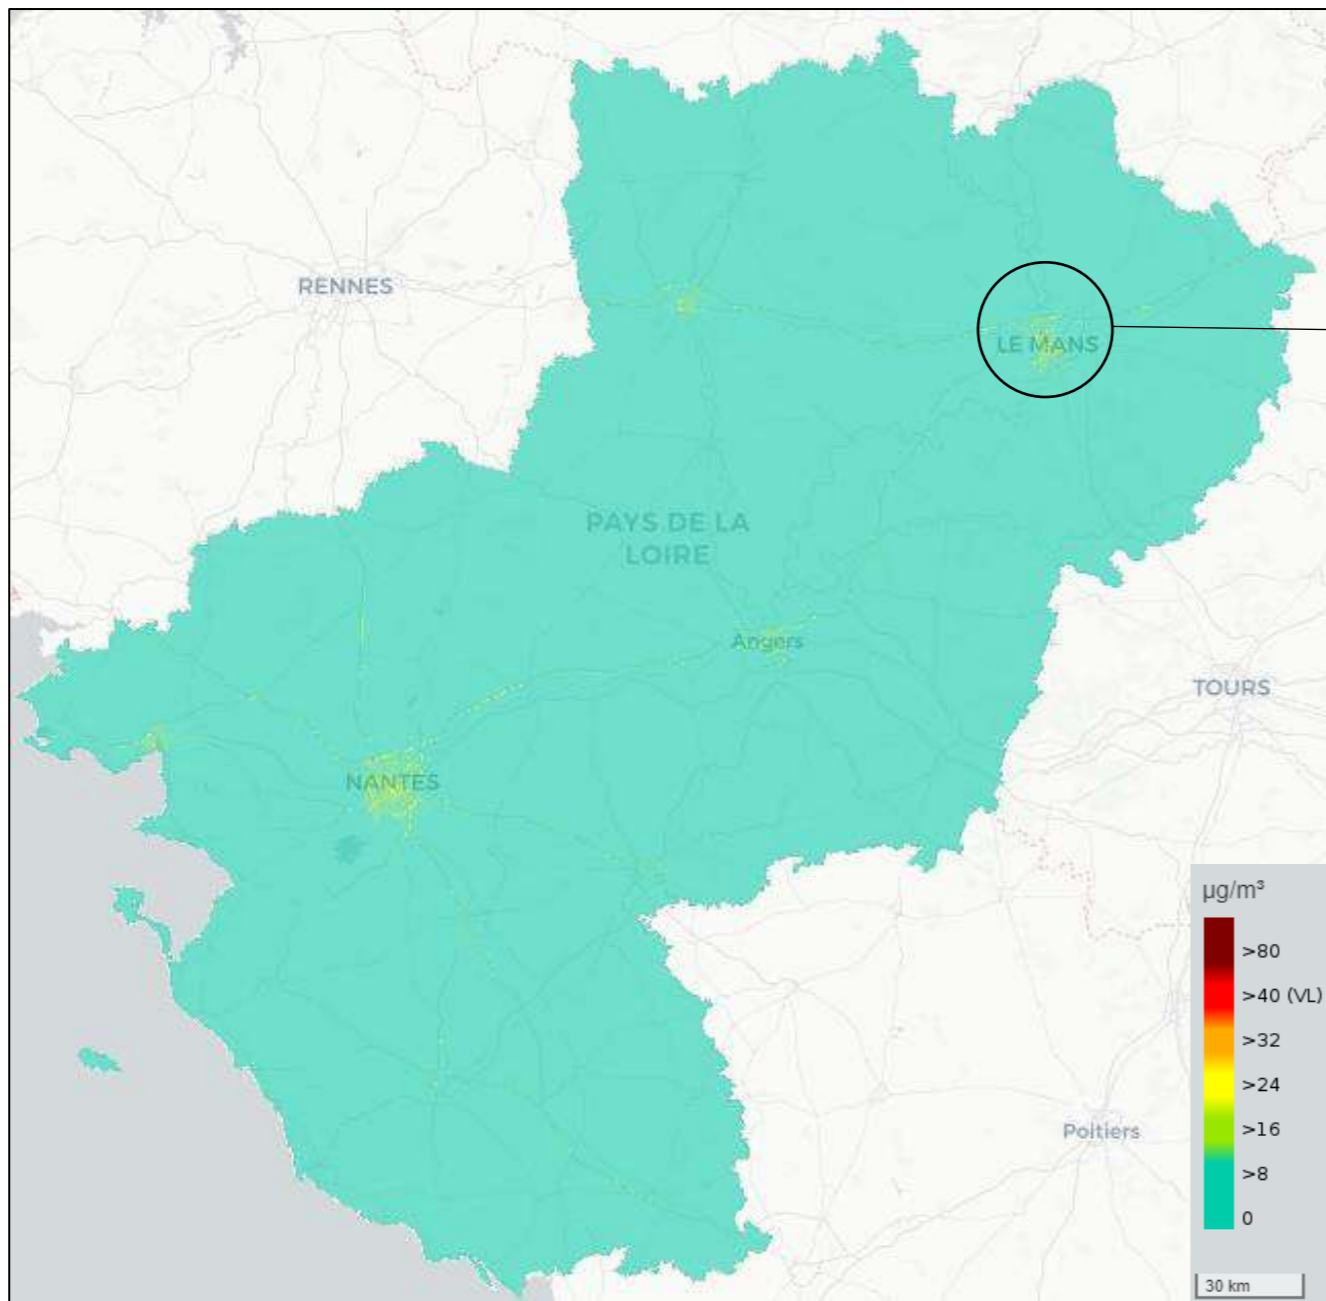 RENNES
LE MANS
PAYS DE LA
LOIRE
Angers
TOURS
NANTES
Poitiers
µg/m³
>80
>40 (VL)
>32
>24
>16
>8
0
30 km